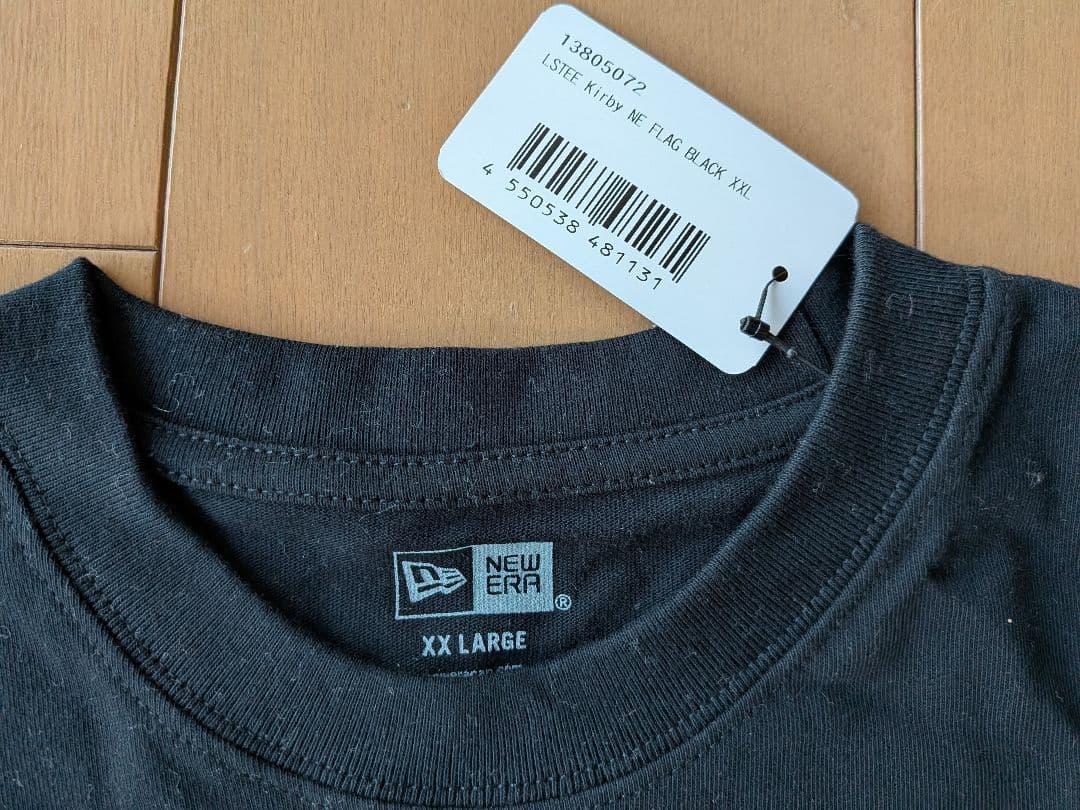 13805072
LSTEE Kirby NE FLAG BLACK XXL
4 550538 481131
NEW
ERA
®
XX LARGE